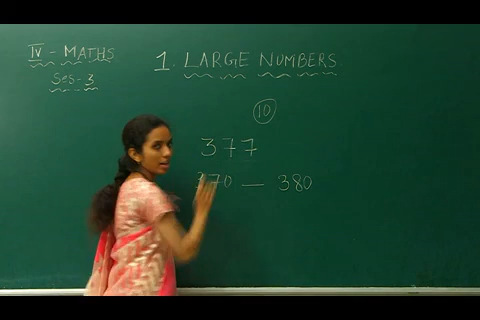 IV - MATHS
Ses - 3
1. LARGE NUMBERS.
10
377
370 — 380